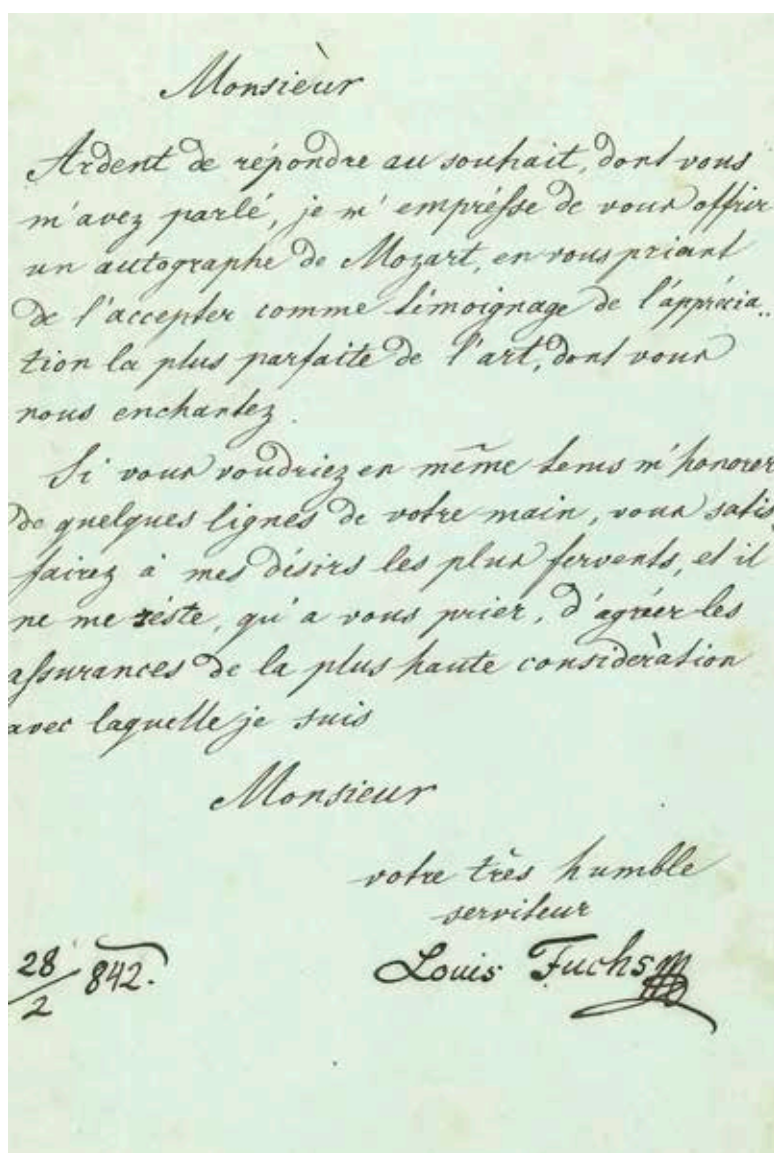 Monsieùr
Ardent de répondre au souhait, dont vous
m'avez parlé, je m'empréſse de vous offrir
un autographe de Mozart, en vous priant
de l'accepter comme témoignage de l'apprécia..
tion la plus parfaite de l'art, dont vous
nous enchantez.
Si vous voudriez en même tems m'honorer
de quelques lignes de votre main, vous satis
fairez à mes désirs les plus fervents, et il
ne me réste, qu'a vous prier, d'agréer les
aſsurances de la plus haute considèration
avec laquelle je suis
Monsieur
votre très humble
serviteur
Louis Fuchs
28/2 842.